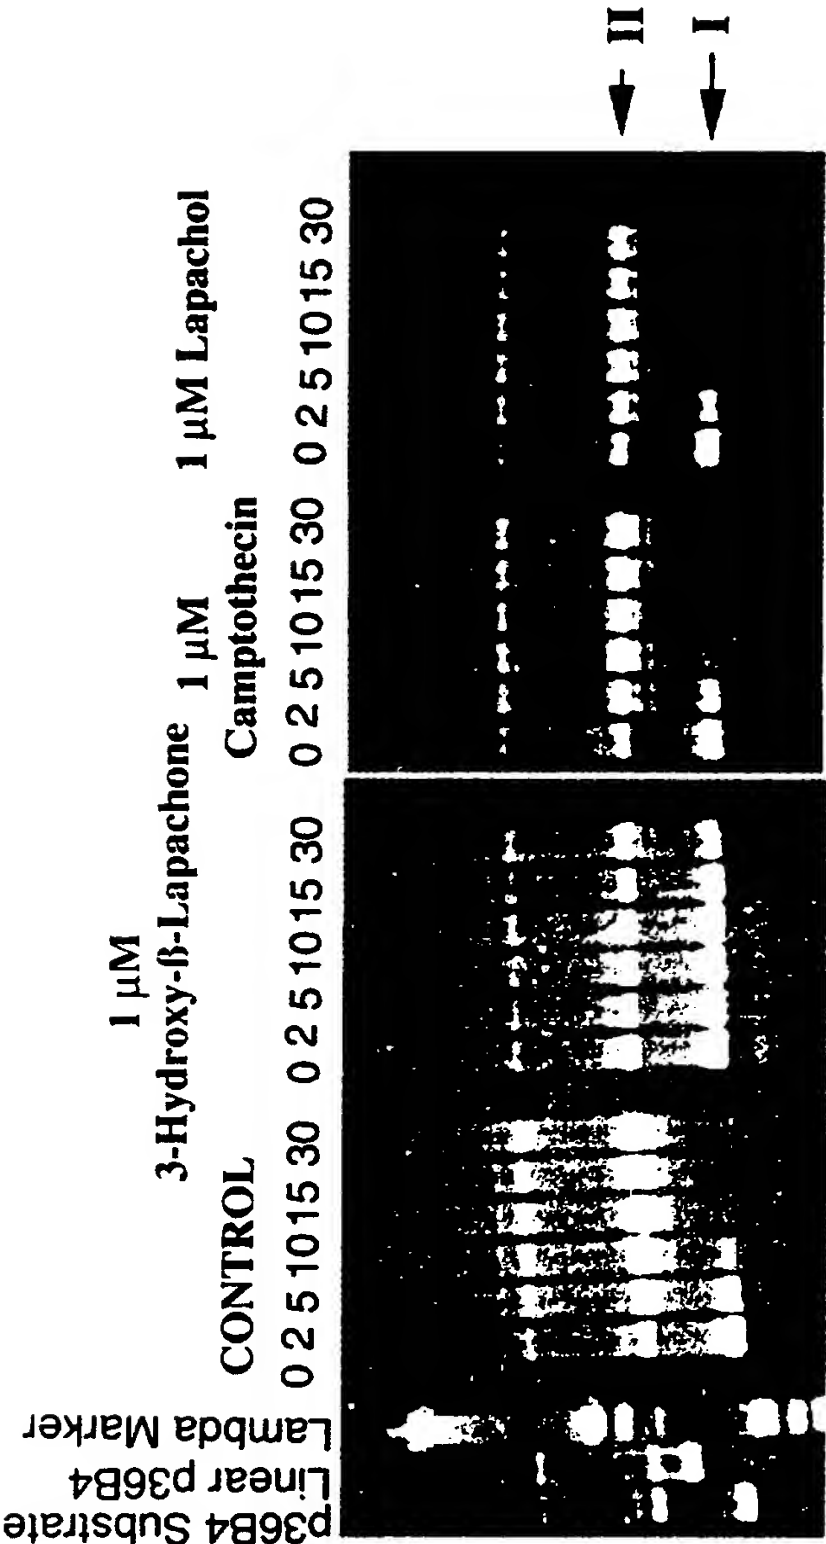 p36B4 Substrate
Linear p36B4
Lambda Marker
CONTROL
0 2 5 10 15 30
1 µM
3-Hydroxy-ß-Lapachone
0 2 5 10 15 30
1 µM
Camptothecin
0 2 5 10 15 30
1 µM Lapachol
0 2 5 10 15 30
II
I